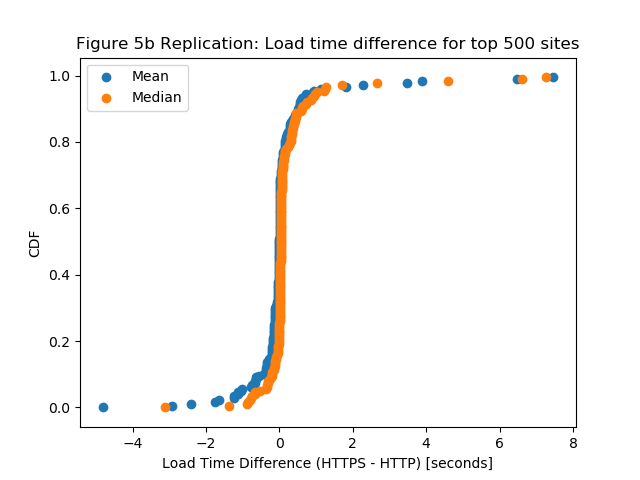 Figure 5b Replication: Load time difference for top 500 sites
Mean
Median
1.0
0.8
0.6
0.4
0.2
0.0
CDF
−4 −2 0 2 4 6 8
Load Time Difference (HTTPS - HTTP) [seconds]